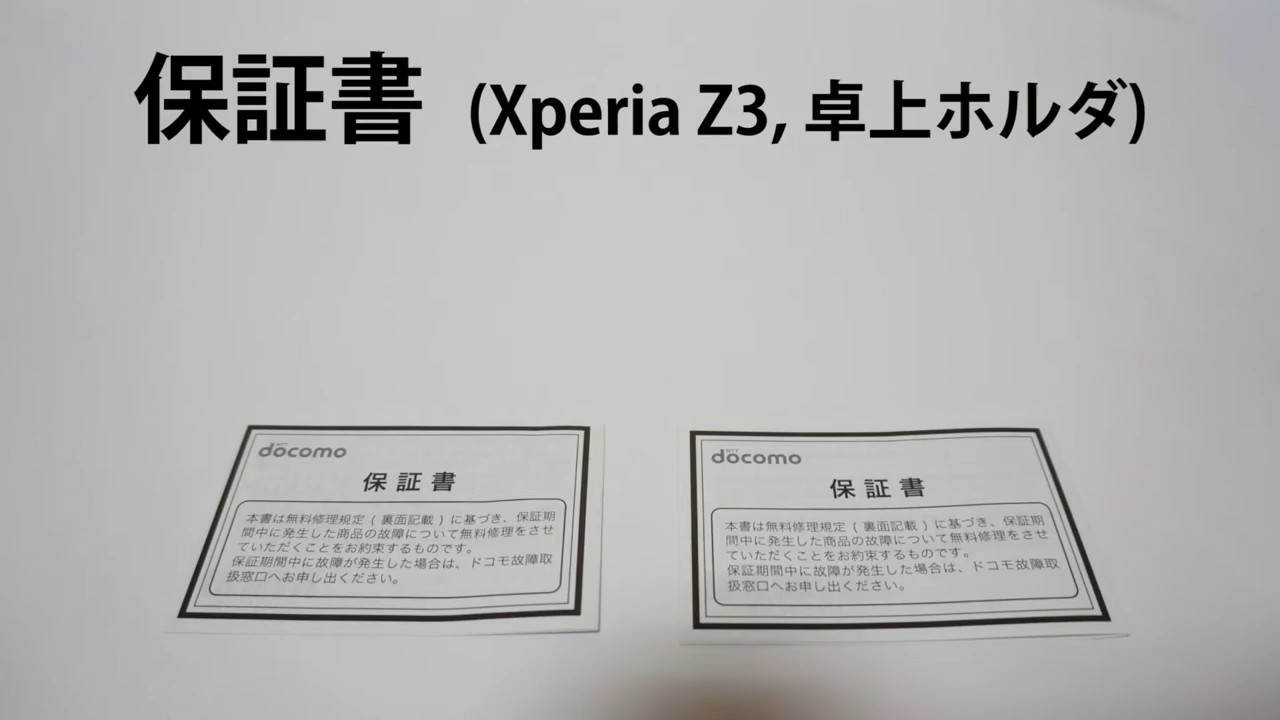 保証書 (Xperia Z3, 卓上ホルダ)
NTT
docomo
保証書
本書は無料修理規定(裏面記載)に基づき、保証期
間中に発生した商品の故障について無料修理をさせ
ていただくことをお約束するものです。
保証期間中に故障が発生した場合は、ドコモ故障取
扱窓口へお申し出ください。
NTT
docomo
保証書
本書は無料修理規定(裏面記載)に基づき、保証期
間中に発生した商品の故障について無料修理をさせ
ていただくことをお約束するものです。
保証期間中に故障が発生した場合は、ドコモ故障取
扱窓口へお申し出ください。